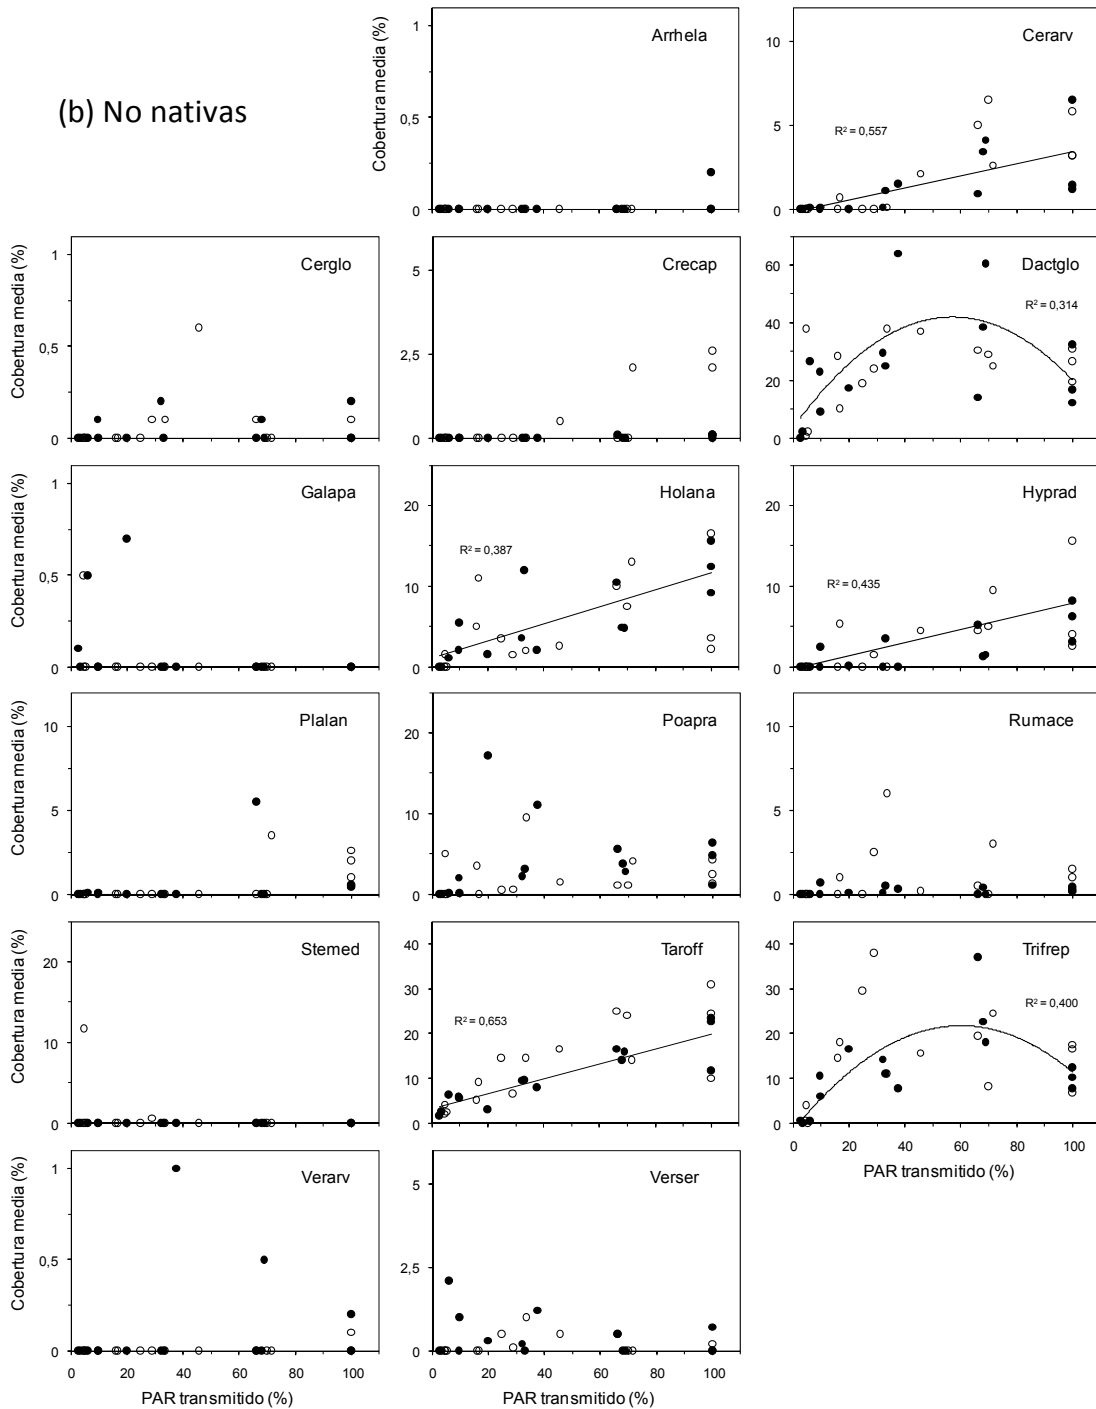 Cobertura media (%)
1
0,5
0
Arrhela
10
5
0
Cerarv
R² = 0,557
(b) No nativas
Cobertura media (%)
1
0,5
0
Cerglo
5
2,5
0
Crecap
60
40
20
0
Dactglo
R² = 0,314
Cobertura media (%)
1
0,5
0
Galapa
20
10
0
Holana
R² = 0,387
20
10
0
Hyprad
R² = 0,435
Cobertura media (%)
10
5
0
Plalan
20
10
0
Poapra
10
5
0
Rumace
Cobertura media (%)
20
10
0
Stemed
40
30
20
10
0
Taroff
R² = 0,653
40
30
20
10
0
Trifrep
R² = 0,400
0 20 40 60 80 100
PAR transmitido (%)
Cobertura media (%)
1
0,5
0
Verarv
0 20 40 60 80 100
PAR transmitido (%)
5
2,5
0
Verser
0 20 40 60 80 100
PAR transmitido (%)